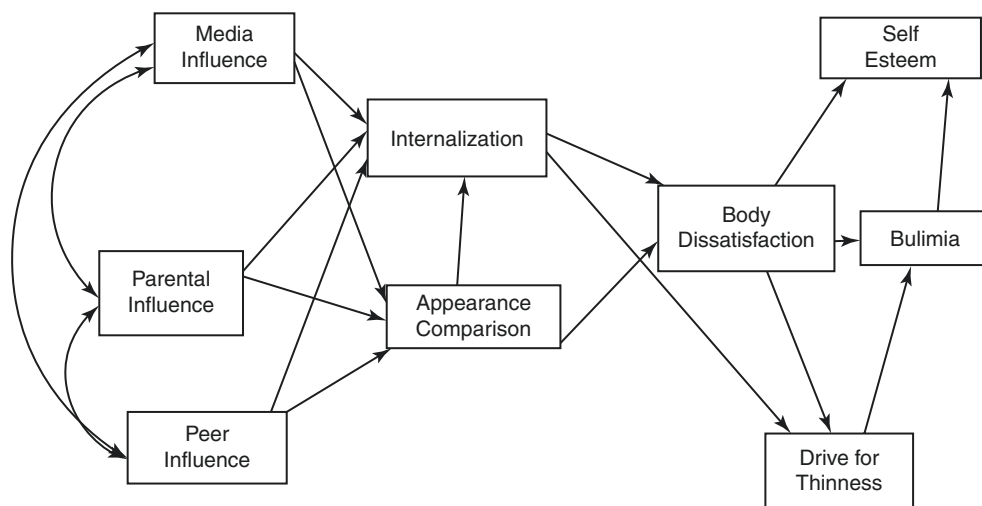 Media
Influence
Self
Esteem
Internalization
Body
Dissatisfaction
Bulimia
Parental
Influence
Appearance
Comparison
Peer
Influence
Drive for
Thinness